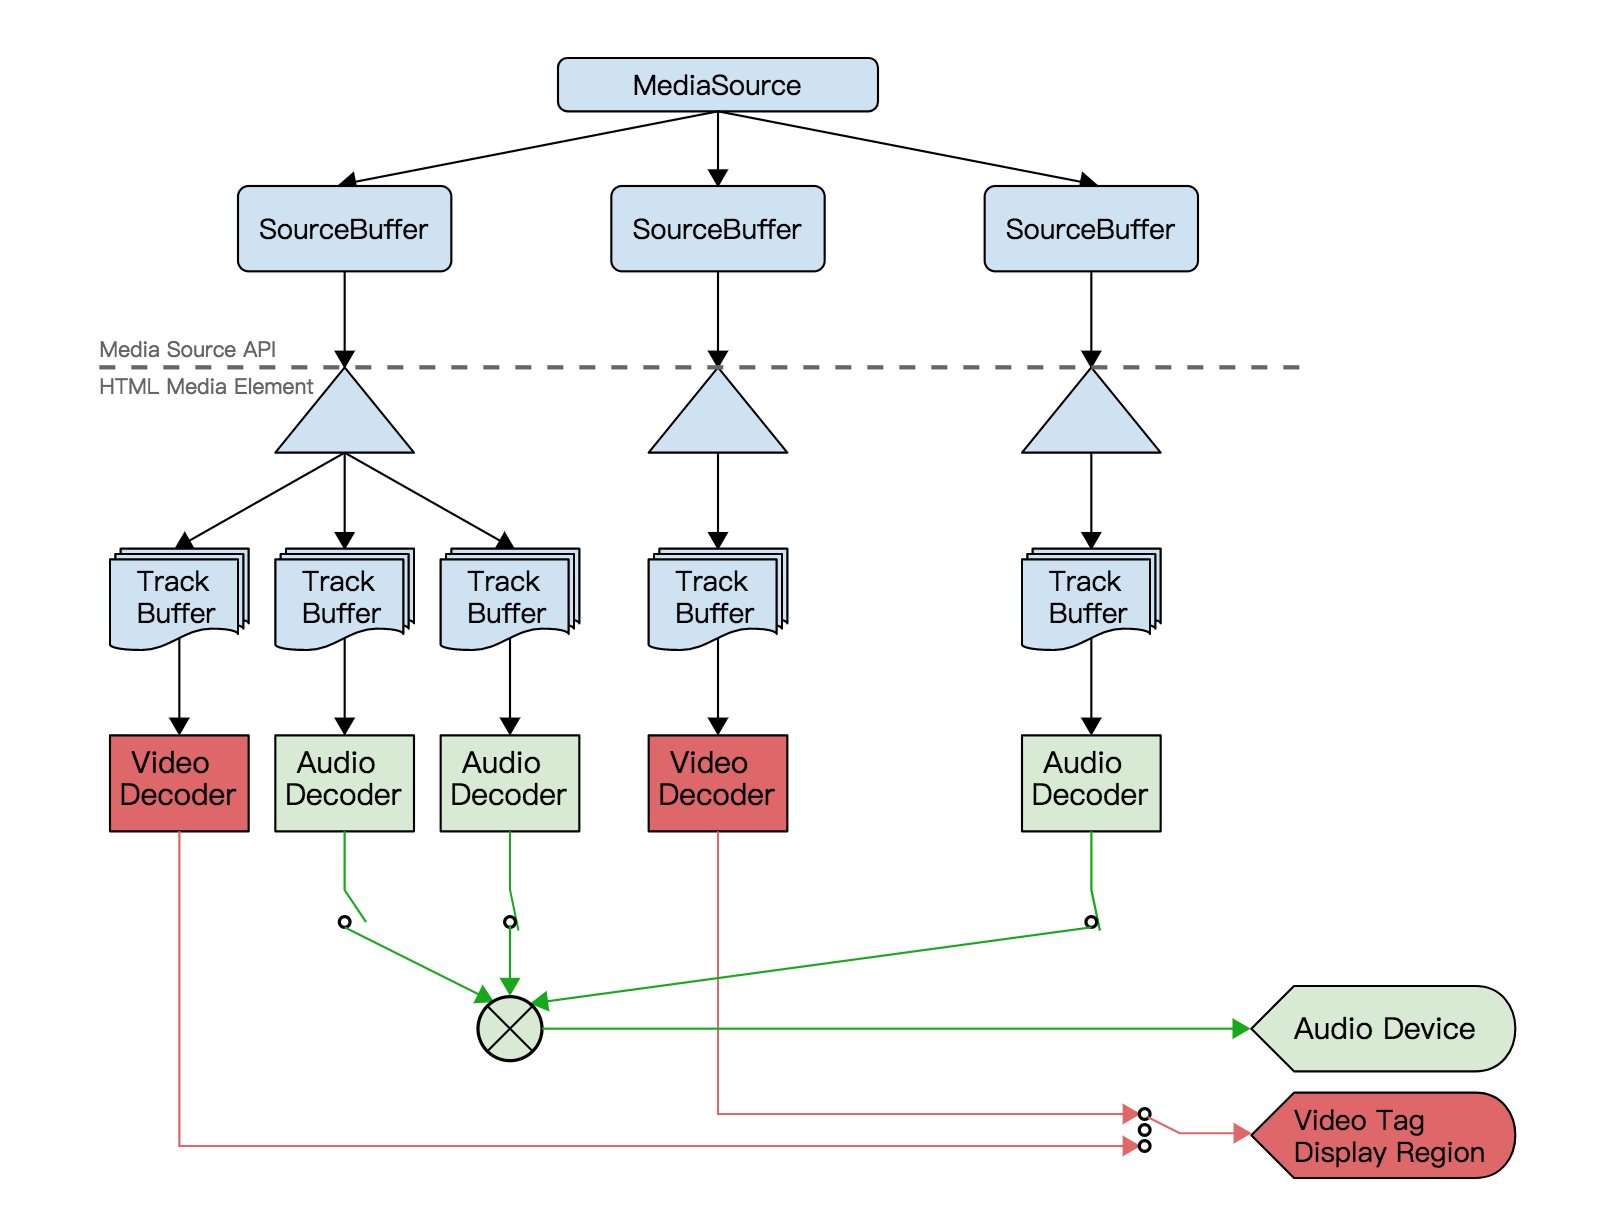 MediaSource
SourceBuffer
SourceBuffer
SourceBuffer
Media Source API
HTML Media Element
Track
Buffer
Track
Buffer
Track
Buffer
Track
Buffer
Track
Buffer
Video
Decoder
Audio
Decoder
Audio
Decoder
Video
Decoder
Audio
Decoder
Audio Device
Video Tag
Display Region